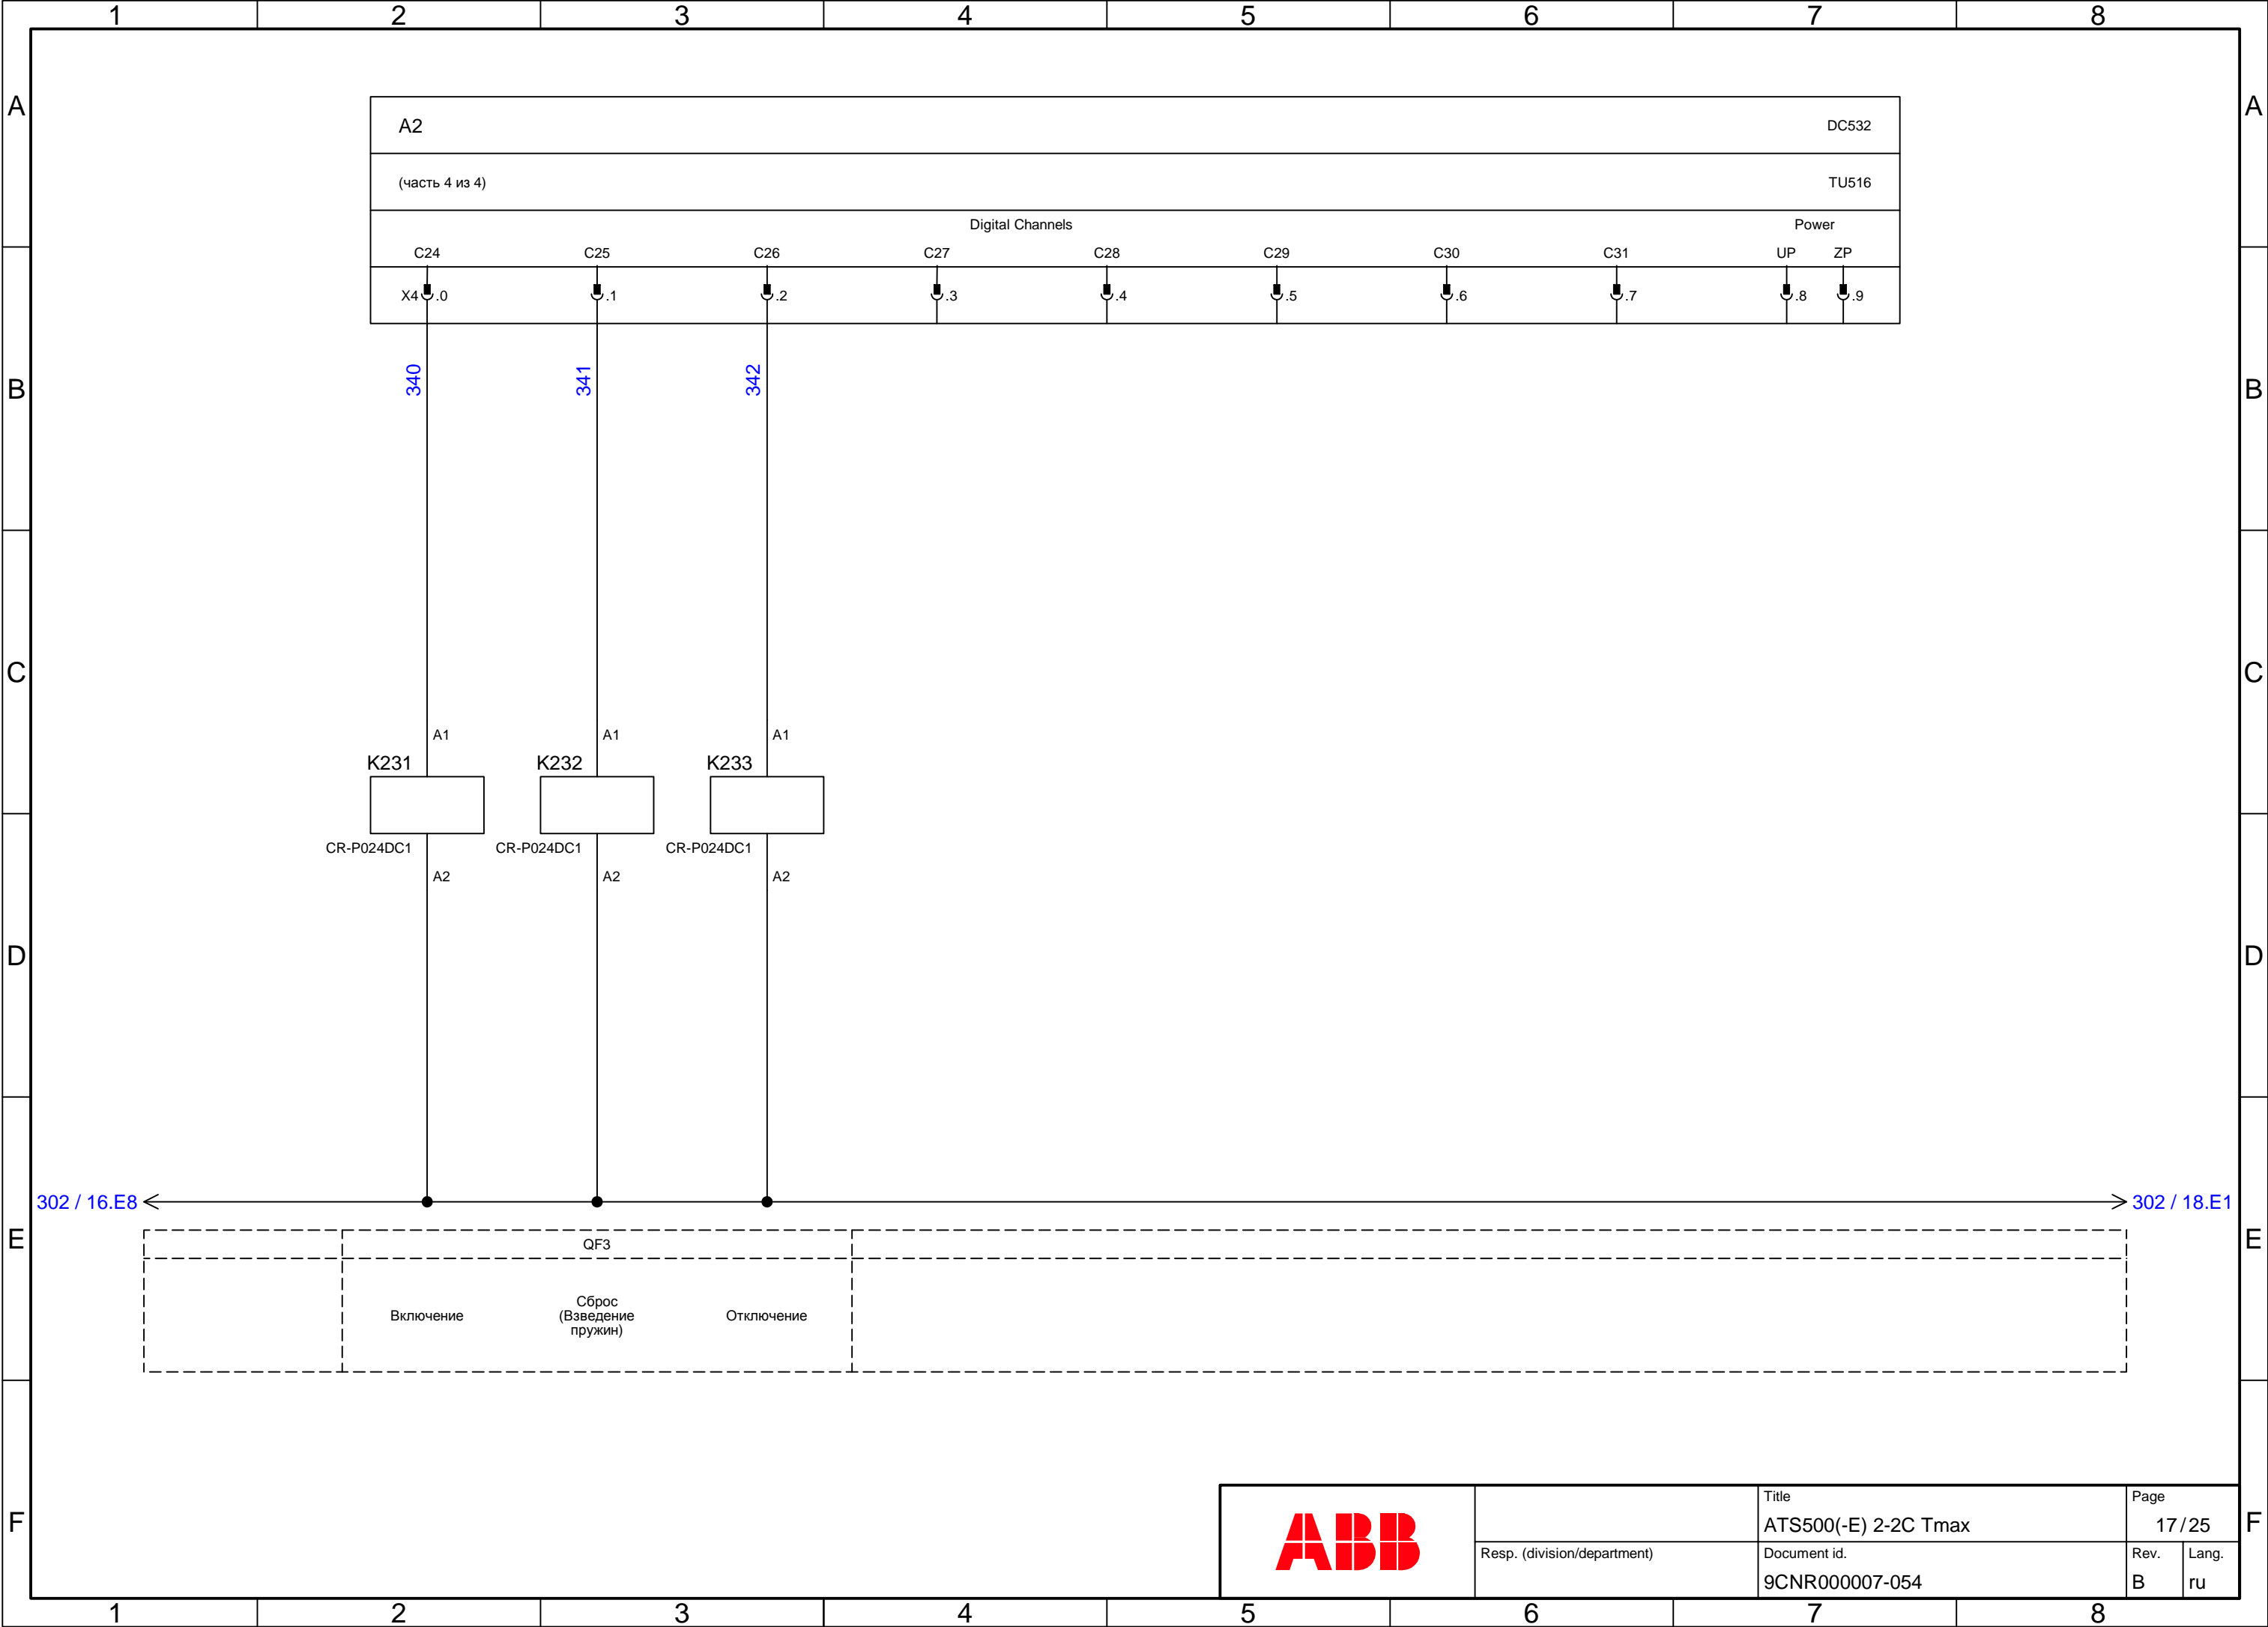 1 2 3 4 5 6 7 8
A A
A2 DC532
(часть 4 из 4) TU516
Digital Channels Power
C24 C25 C26 C27 C28 C29 C30 C31 UP ZP
X4 .0 .1 .2 .3 .4 .5 .6 .7 .8 .9
340 341 342
B B
C C
A1 A1 A1
K231 K232 K233
CR-P024DC1 CR-P024DC1 CR-P024DC1
A2 A2 A2
D D
302 / 16.E8 302 / 18.E1
E E
QF3
Включение
Сброс
(Взведение
пружин)
Отключение
F F
ABB
Title
ATS500(-E) 2-2C Tmax
Page
17/25
Resp. (division/department)
Document id.
9CNR000007-054
Rev.
B
Lang.
ru
1 2 3 4 5 6 7 8